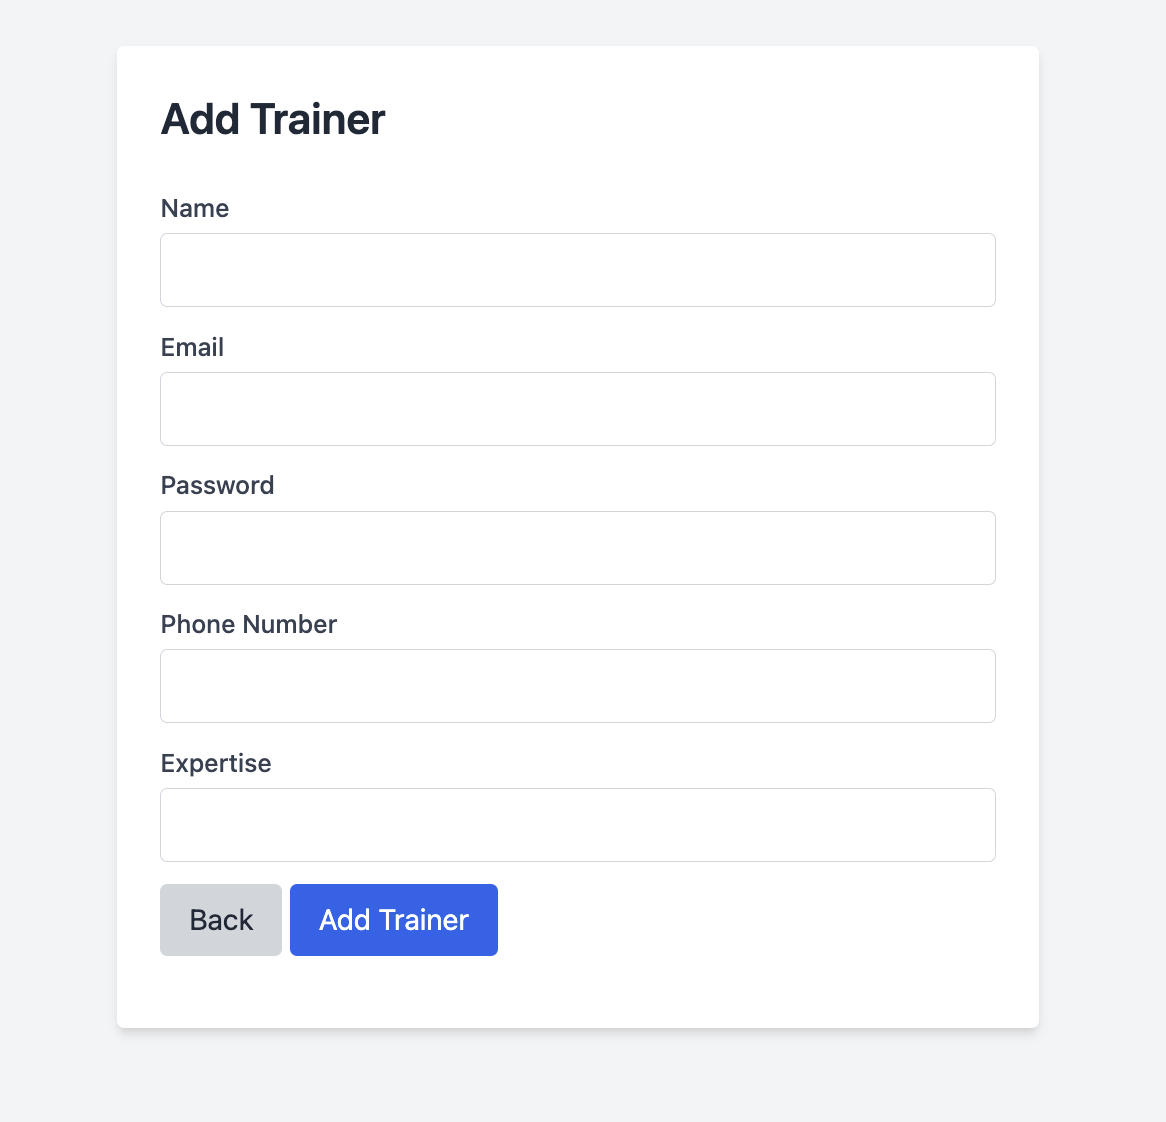 Add Trainer
Name
Email
Password
Phone Number
Expertise
Back Add Trainer